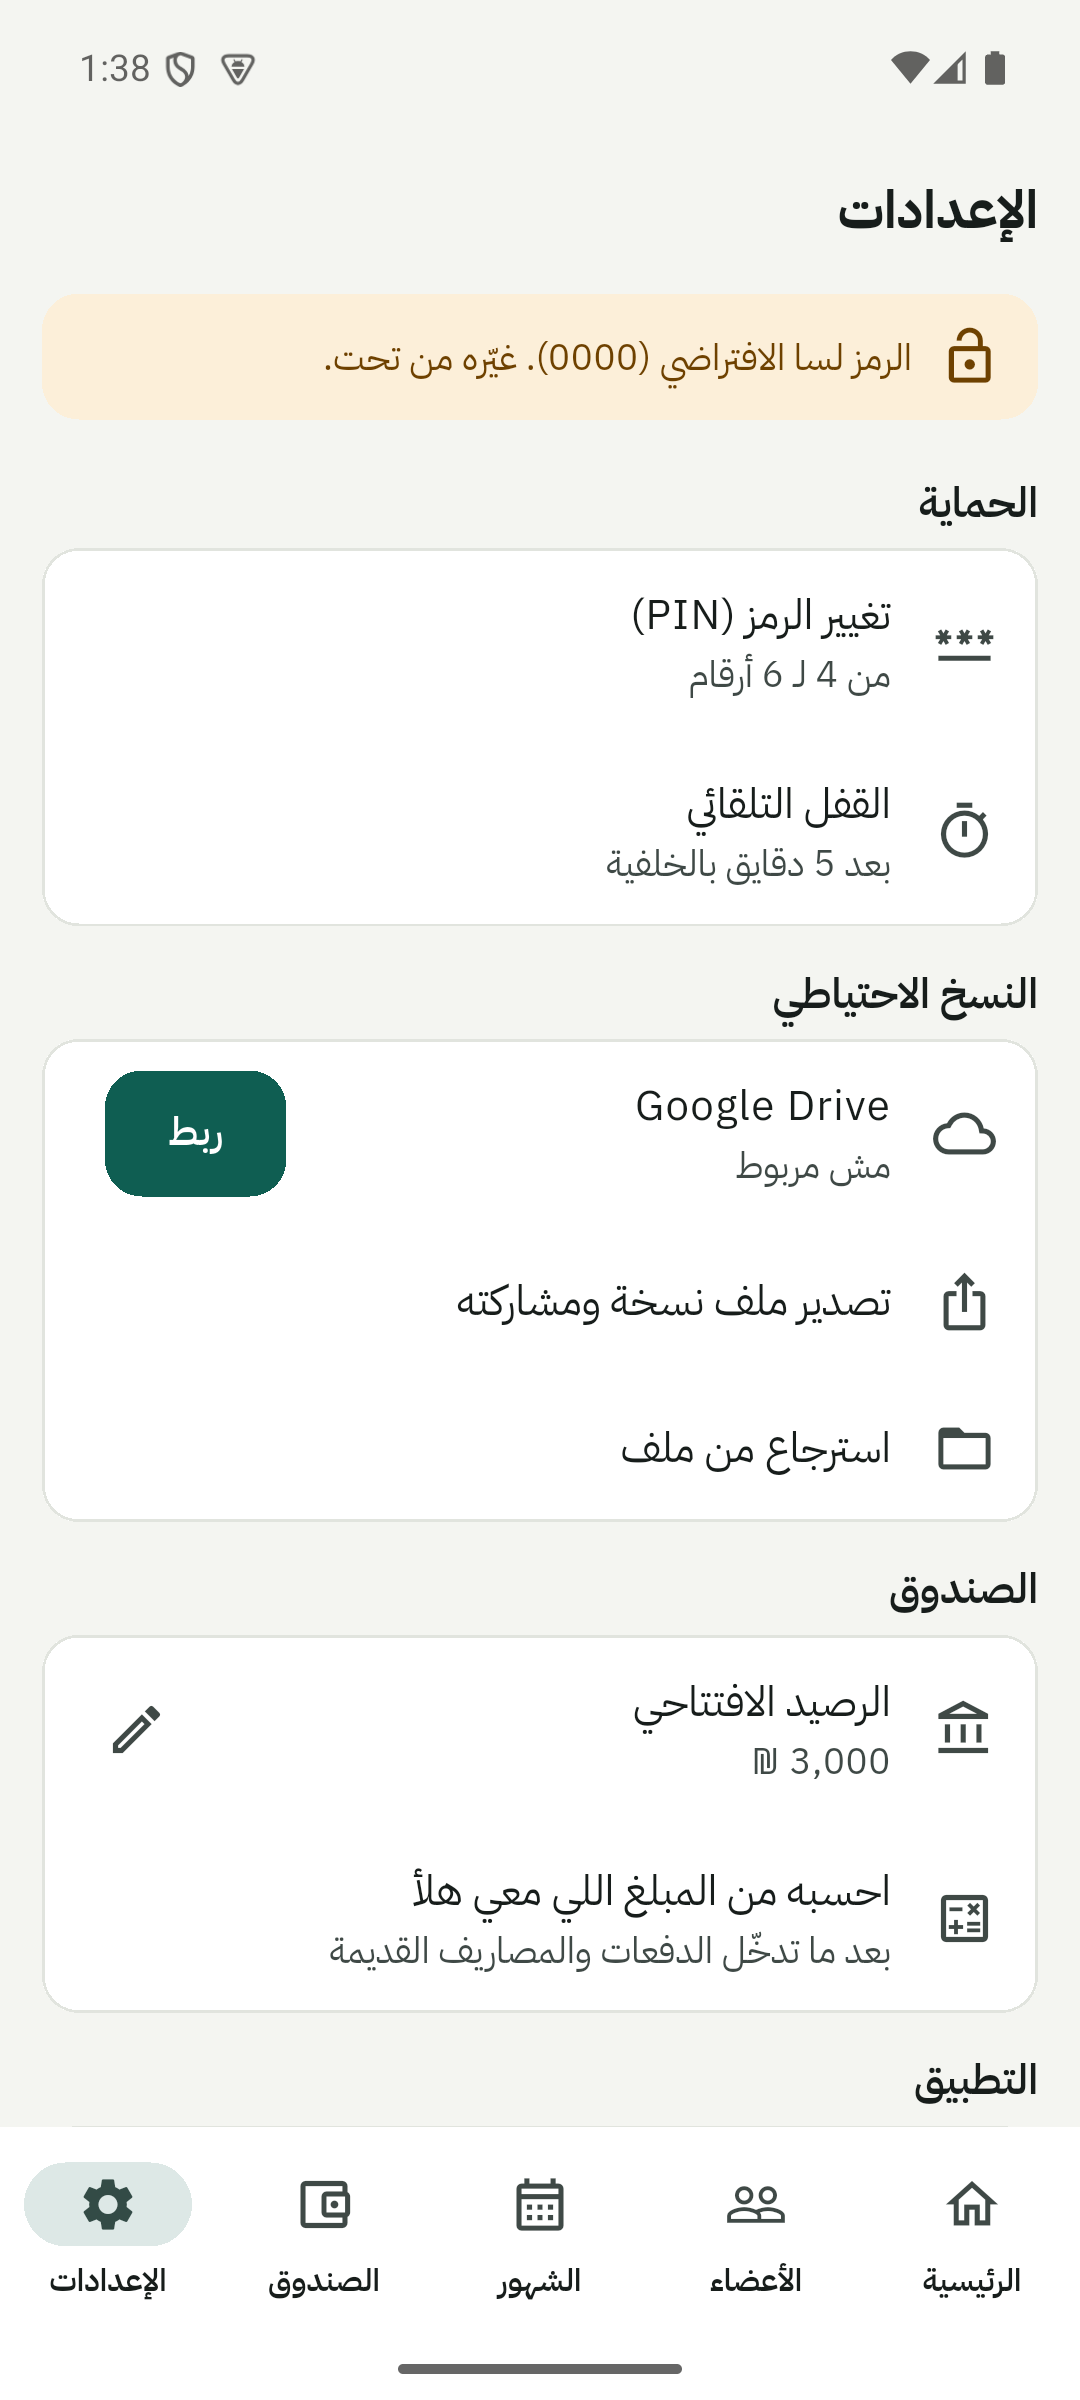 1:38
الإعدادات
الرمز لسا الافتراضي (0000). غيّره من تحت.
الحماية
تغيير الرمز (PIN)
من 4 لـ 6 أرقام
القفل التلقائي
بعد 5 دقايق بالخلفية
النسخ الاحتياطي
Google Drive
مش مربوط
ربط
تصدير ملف نسخة ومشاركته
استرجاع من ملف
الصندوق
الرصيد الافتتاحي
3,000 ₪
احسبه من المبلغ اللي معي هلأ
بعد ما تدخّل الدفعات والمصاريف القديمة
التطبيق
الرئيسية
الأعضاء
الشهور
الصندوق
الإعدادات